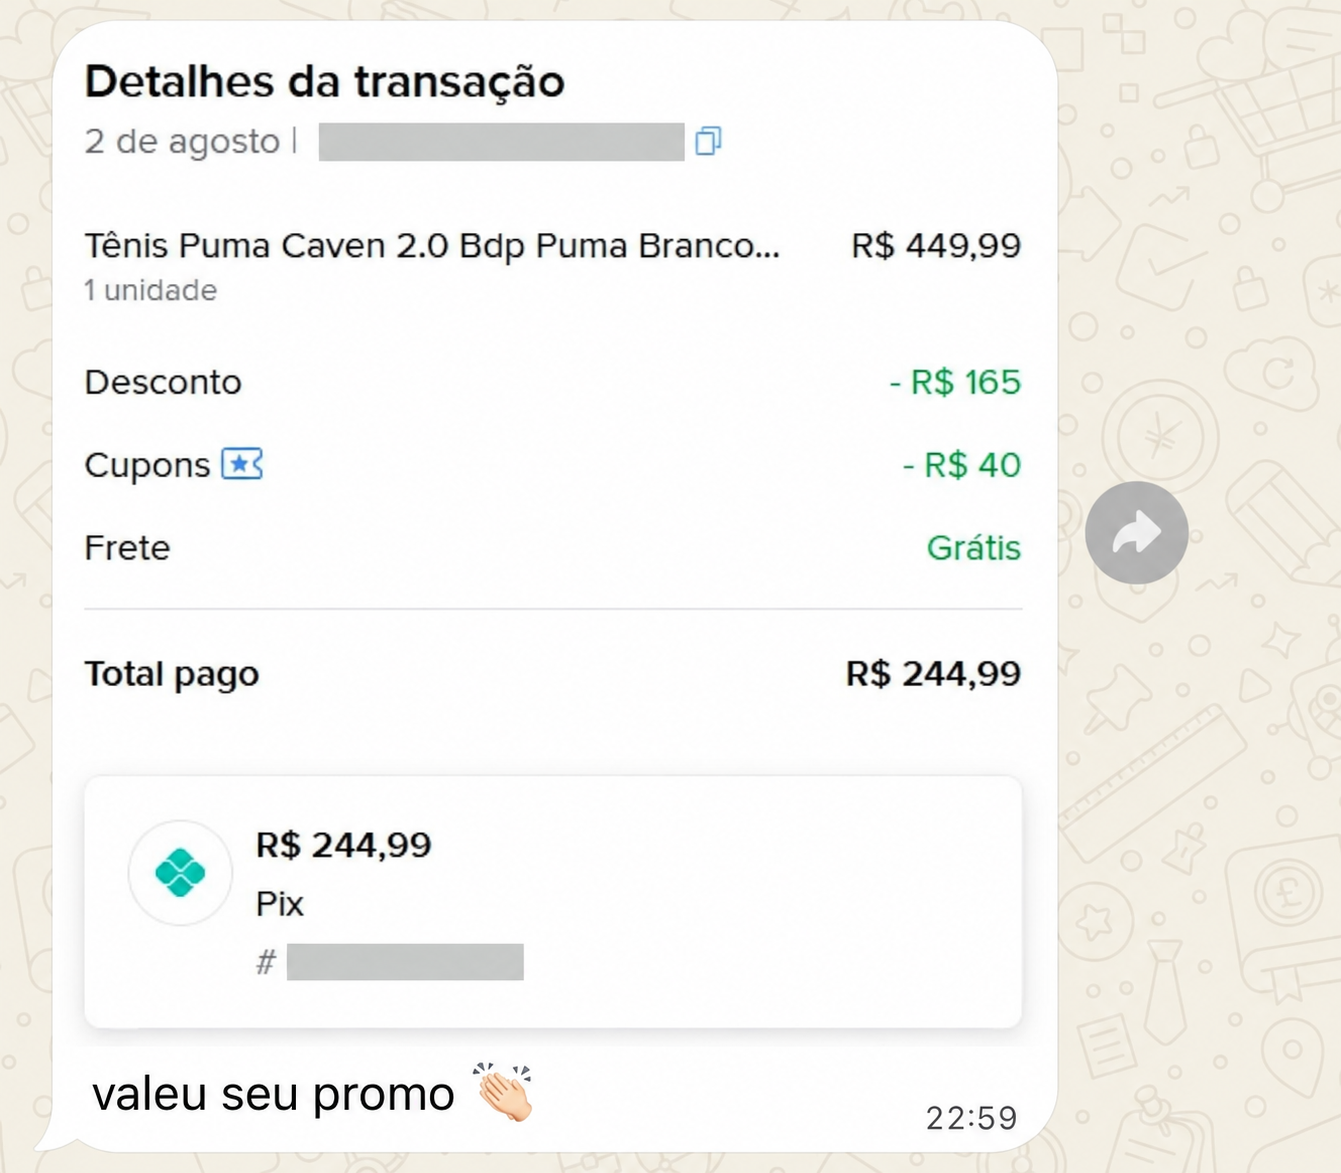 Detalhes da transação
2 de agosto |
Tênis Puma Caven 2.0 Bdp Puma Branco... R$ 449,99
1 unidade
Desconto - R$ 165
Cupons - R$ 40
Frete Grátis
Total pago R$ 244,99
R$ 244,99
Pix
#
valeu seu promo 👏🏻
22:59